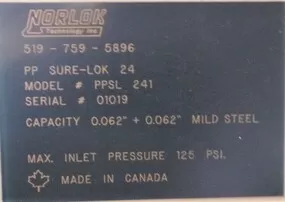 NORLOK
Technology Inc
519 - 759 - 5896
PP SURE-LOK 24
MODEL # PPSL 241
SERIAL # 01019
CAPACITY 0.062" + 0.062" MILD STEEL
MAX. INLET PRESSURE 125 PSI.
MADE IN CANADA